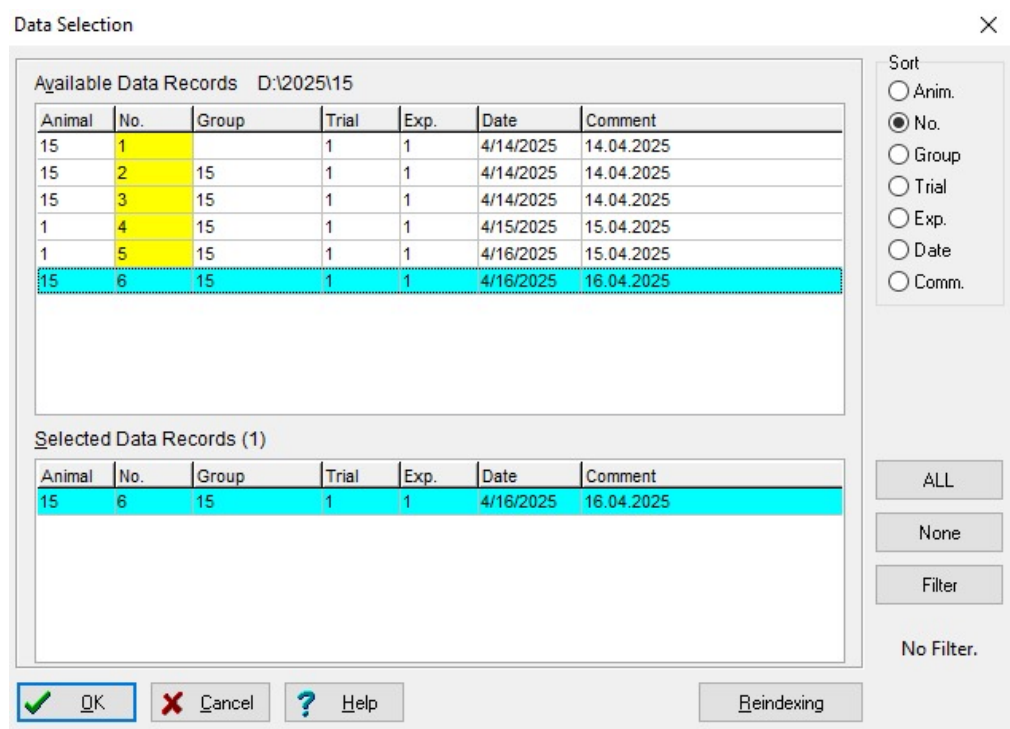 Data Selection
Available Data Records D:\2025\15
Animal No. Group Trial Exp. Date Comment
15 1 1 1 4/14/2025 14.04.2025
15 2 15 1 1 4/14/2025 14.04.2025
15 3 15 1 1 4/14/2025 14.04.2025
1 4 15 1 1 4/15/2025 15.04.2025
1 5 15 1 1 4/16/2025 15.04.2025
15 6 15 1 1 4/16/2025 16.04.2025
Selected Data Records (1)
Animal No. Group Trial Exp. Date Comment
15 6 15 1 1 4/16/2025 16.04.2025
Sort
Anim.
No.
Group
Trial
Exp.
Date
Comm.
ALL
None
Filter
No Filter.
OK Cancel Help Reindexing